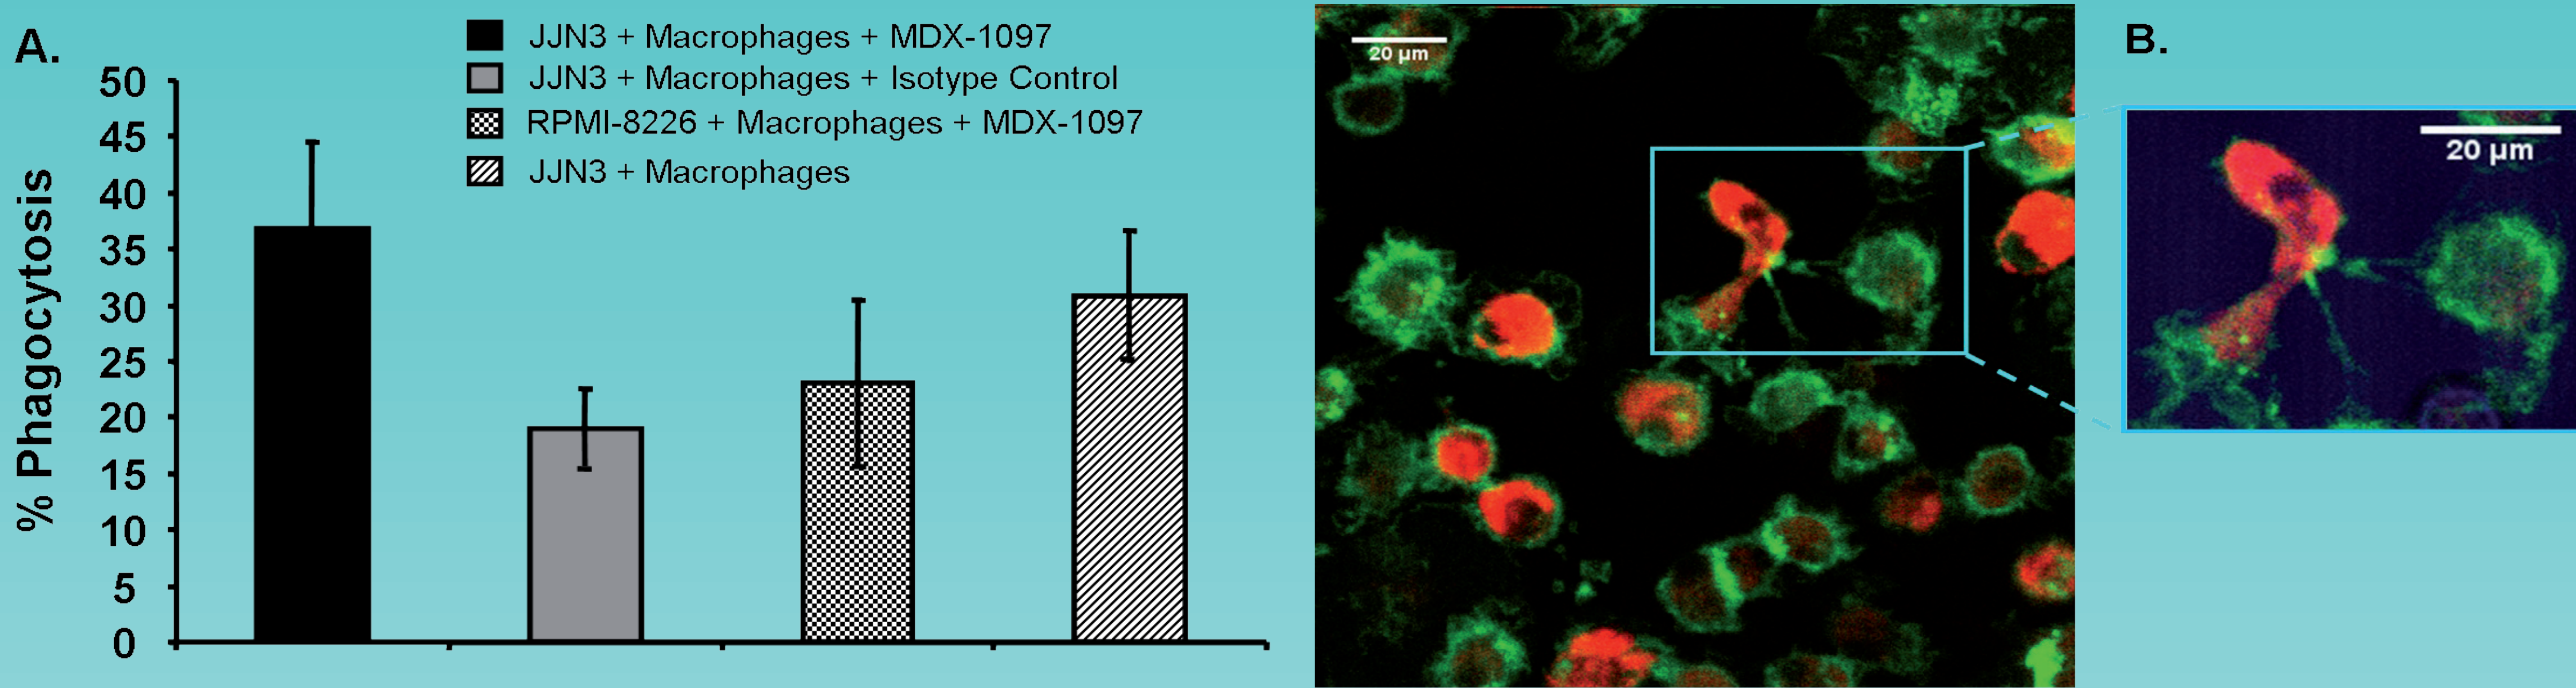 A.
JJN3 + Macrophages + MDX-1097
JJN3 + Macrophages + Isotype Control
RPMI-8226 + Macrophages + MDX-1097
JJN3 + Macrophages
% Phagocytosis
50
45
40
35
30
25
20
15
10
5
0
20 µm
B.
20 µm